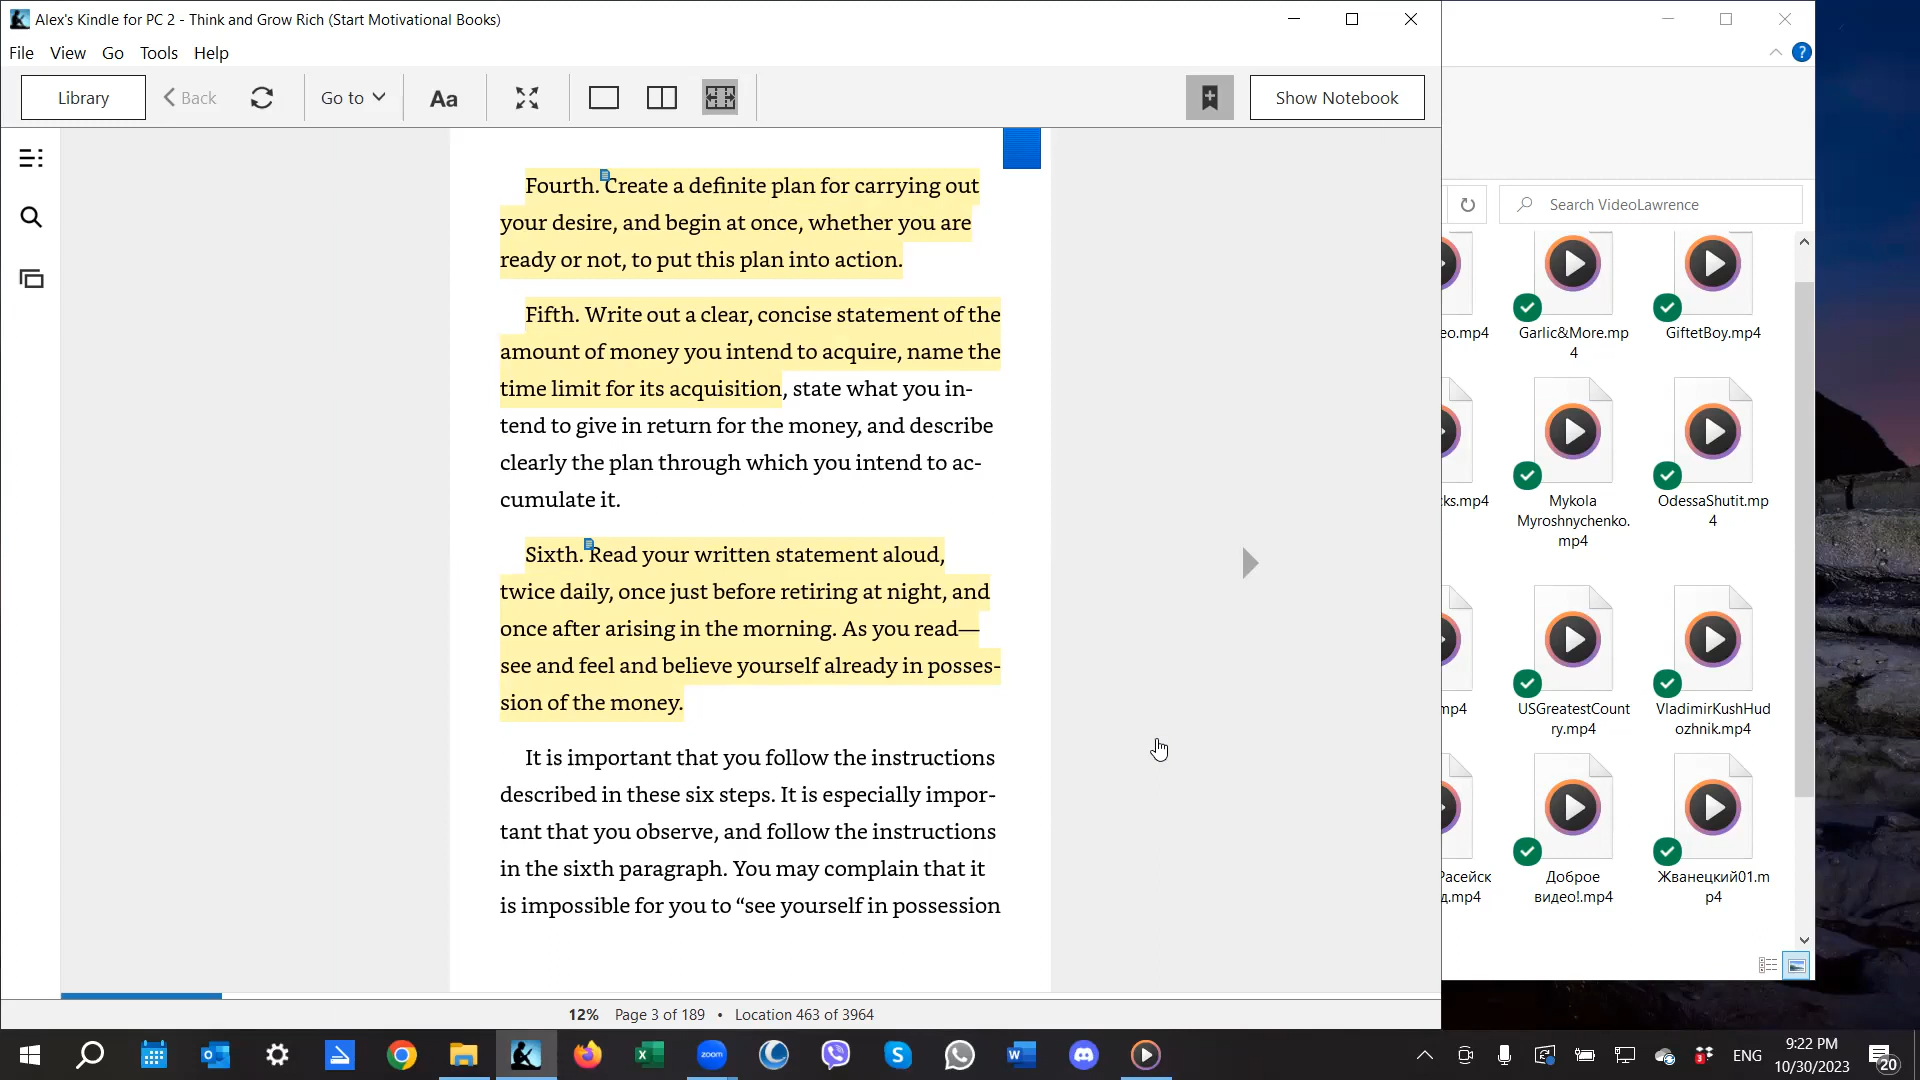 Alex's Kindle for PC 2 - Think and Grow Rich (Start Motivational Books)
File View Go Tools Help
Library
Back
Go to
Aa
Show Notebook
Fourth. Create a definite plan for carrying out
your desire, and begin at once, whether you are
ready or not, to put this plan into action.
Fifth. Write out a clear, concise statement of the
amount of money you intend to acquire, name the
time limit for its acquisition, state what you in-
tend to give in return for the money, and describe
clearly the plan through which you intend to ac-
cumulate it.
Sixth. Read your written statement aloud,
twice daily, once just before retiring at night, and
once after arising in the morning. As you read—
see and feel and believe yourself already in posses-
sion of the money.
It is important that you follow the instructions
described in these six steps. It is especially impor-
tant that you observe, and follow the instructions
in the sixth paragraph. You may complain that it
is impossible for you to “see yourself in possession
12% Page 3 of 189 • Location 463 of 3964
Search VideoLawrence
eo.mp4
Garlic&More.mp
4
GiftetBoy.mp4
ks.mp4
Mykola
Myroshnychenko.
mp4
OdessaShutit.mp
4
mp4
USGreatestCount
ry.mp4
VladimirKushHud
ozhnik.mp4
Расейск
д.mp4
Доброе
видео!.mp4
Жванецкий01.m
p4
zoom
3
ENG
9:22 PM
10/30/2023
20